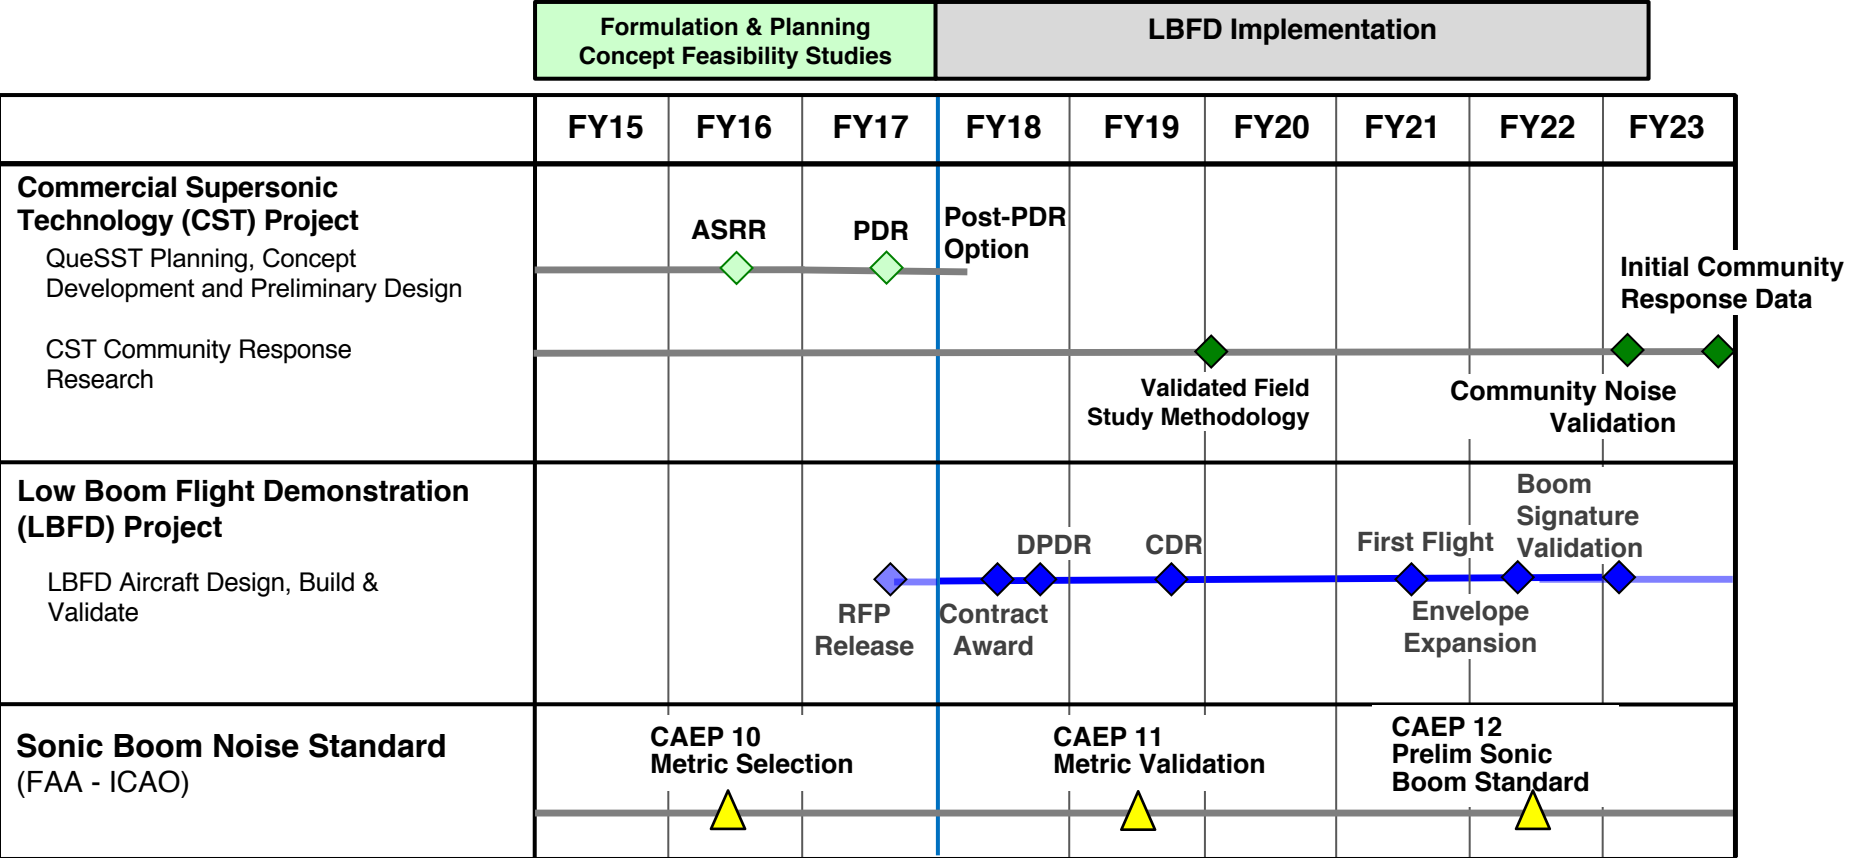 Formulation & Planning
Concept Feasibility Studies
LBFD Implementation
FY15 FY16 FY17 FY18 FY19 FY20 FY21 FY22 FY23
Commercial Supersonic
Technology (CST) Project
QueSST Planning, Concept
Development and Preliminary Design
ASRR
PDR
Post-PDR
Option
CST Community Response
Research
Validated Field
Study Methodology
Initial Community
Response Data
Community Noise
Validation
Low Boom Flight Demonstration
(LBFD) Project
LBFD Aircraft Design, Build &
Validate
RFP
Release
Contract
Award
DPDR
CDR
First Flight
Envelope
Expansion
Boom
Signature
Validation
Sonic Boom Noise Standard
(FAA - ICAO)
CAEP 10
Metric Selection
CAEP 11
Metric Validation
CAEP 12
Prelim Sonic
Boom Standard